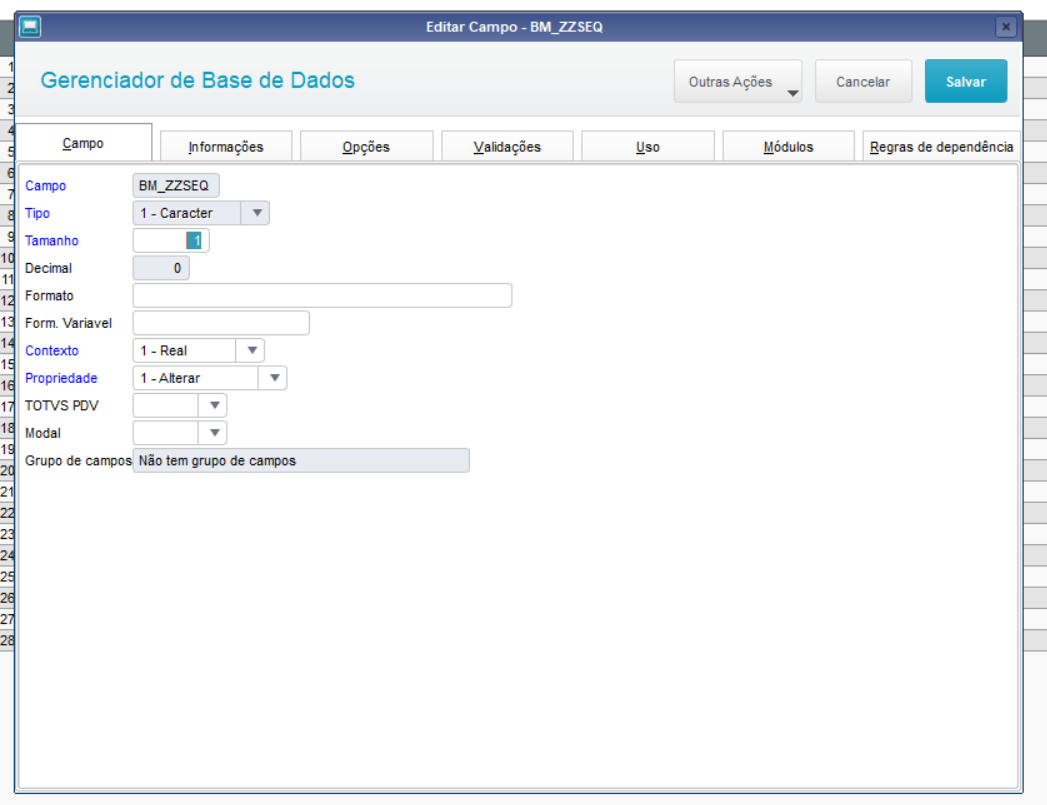 Editar Campo - BM_ZZSEQ
Gerenciador de Base de Dados
Outras Ações
Cancelar
Salvar
Campo
Informações
Opções
Validações
Uso
Módulos
Regras de dependência
Campo BM_ZZSEQ
Tipo 1 - Caracter
Tamanho 1
Decimal 0
Formato
Form. Variavel
Contexto 1 - Real
Propriedade 1 - Alterar
TOTVS PDV
Modal
Grupo de campos Não tem grupo de campos
1
2
3
4
5
6
7
8
9
10
11
12
13
14
15
16
17
18
19
20
21
22
23
24
25
26
27
28